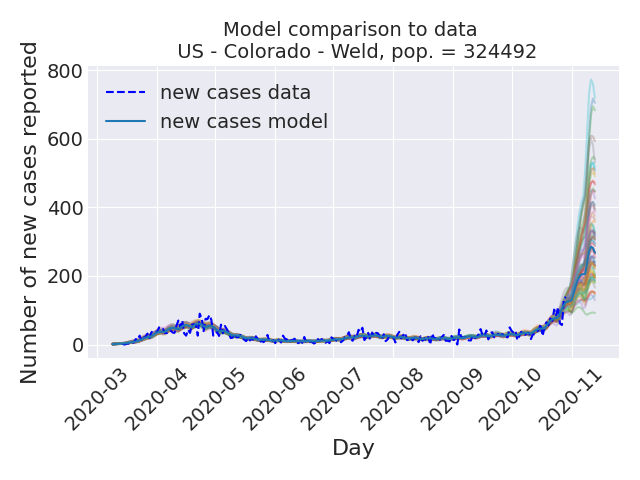 Model comparison to data
US - Colorado - Weld, pop. = 324492
Number of new cases reported
800
600
400
200
0
new cases data
new cases model
2020-03
2020-04
2020-05
2020-06
2020-07
2020-08
2020-09
2020-10
2020-11
Day